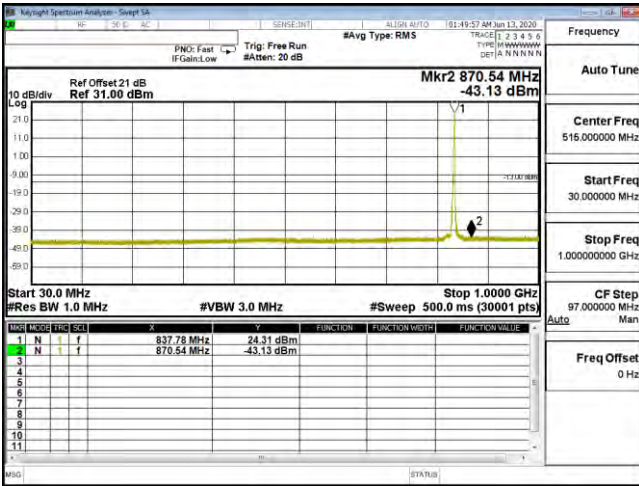 Keysight Spectrum Analyzer - Swept SA
RF 50 Ω AC SENSE:INT ALIGN AUTO 01:49:57 AM Jun 13, 2020
#Avg Type: RMS TRACE 1 2 3 4 5 6
PNO: Fast Trig: Free Run TYPE M WWWWW
IFGain:Low #Atten: 20 dB DET A N N N N N
Ref Offset 21 dB Mkr2 870.54 MHz
10 dB/div Ref 31.00 dBm -43.13 dBm
Log
21.0
11.0
1.00
-9.00
-13.00 dBm
-19.0
-29.0
-39.0
-49.0
-59.0
1
2
Start 30.0 MHz Stop 1.0000 GHz
#Res BW 1.0 MHz #VBW 3.0 MHz #Sweep 500.0 ms (30001 pts)
MKR MODE TRC SCL X Y FUNCTION FUNCTION WIDTH FUNCTION VALUE
1 N 1 f 837.78 MHz 24.31 dBm
2 N 1 f 870.54 MHz -43.13 dBm
3
4
5
6
7
8
9
10
11
MSG STATUS
Frequency
Auto Tune
Center Freq
515.000000 MHz
Start Freq
30.000000 MHz
Stop Freq
1.000000000 GHz
CF Step
97.000000 MHz
Auto Man
Freq Offset
0 Hz